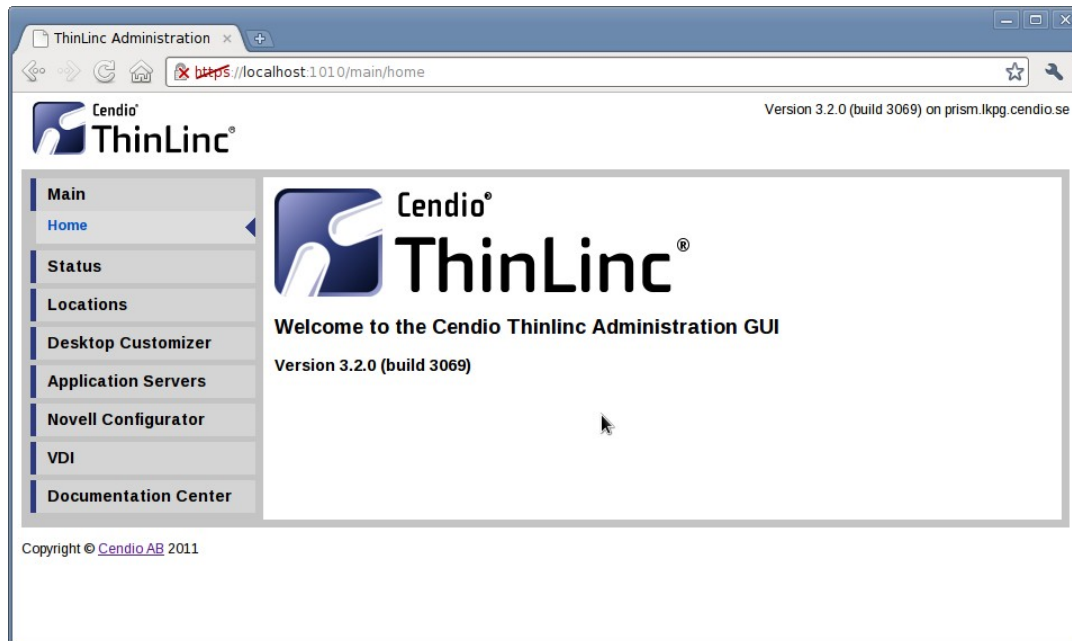 ThinLinc Administration
https://localhost:1010/main/home
Cendio®
ThinLinc®
Version 3.2.0 (build 3069) on prism.lkpg.cendio.se
Main
Home
Status
Locations
Desktop Customizer
Application Servers
Novell Configurator
VDI
Documentation Center
Cendio®
ThinLinc®
Welcome to the Cendio Thinlinc Administration GUI
Version 3.2.0 (build 3069)
Copyright © Cendio AB 2011